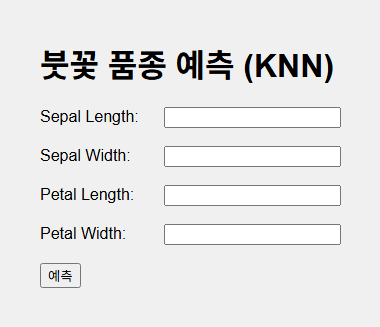 붓꽃 품종 예측 (KNN)
Sepal Length:
Sepal Width:
Petal Length:
Petal Width:
예측